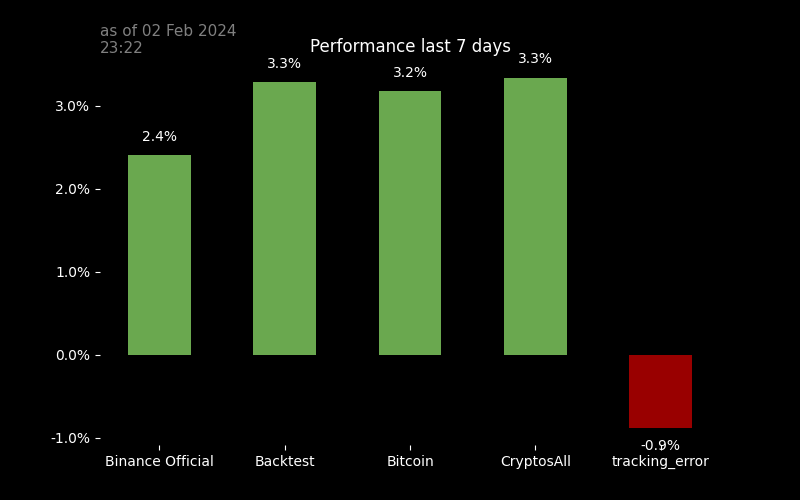 as of 02 Feb 2024
23:22
Performance last 7 days
3.3%
3.2%
3.3%
2.4%
3.0%
2.0%
1.0%
0.0%
-1.0%
-0.9%
Binance Official
Backtest
Bitcoin
CryptosAll
tracking_error